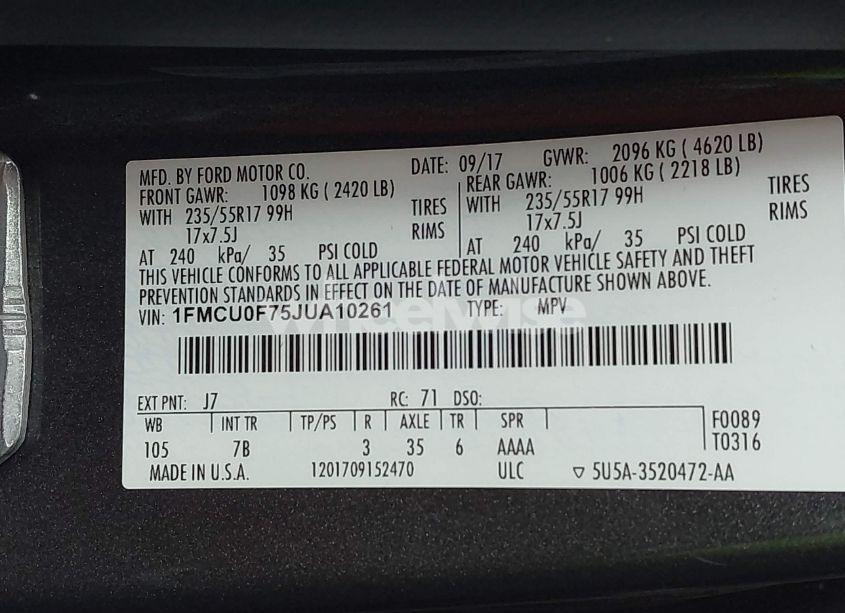 MFD. BY FORD MOTOR CO. DATE: 09/17 GVWR: 2096 KG ( 4620 LB)
FRONT GAWR: 1098 KG ( 2420 LB) REAR GAWR: 1006 KG ( 2218 LB)
WITH 235/55R17 99H TIRES WITH 235/55R17 99H TIRES
17x7.5J RIMS 17x7.5J RIMS
AT 240 kPa/ 35 PSI COLD AT 240 kPa/ 35 PSI COLD
THIS VEHICLE CONFORMS TO ALL APPLICABLE FEDERAL MOTOR VEHICLE SAFETY AND THEFT
PREVENTION STANDARDS IN EFFECT ON THE DATE OF MANUFACTURE SHOWN ABOVE.
VIN: 1FMCU0F75JUA10261 TYPE: MPV
EXT PNT: J7 RC: 71 DSO:
WB INT TR TP/PS R AXLE TR SPR F0089
105 7B 3 35 6 AAAA T0316
MADE IN U.S.A. 1201709152470 ULC ▽ 5U5A-3520472-AA